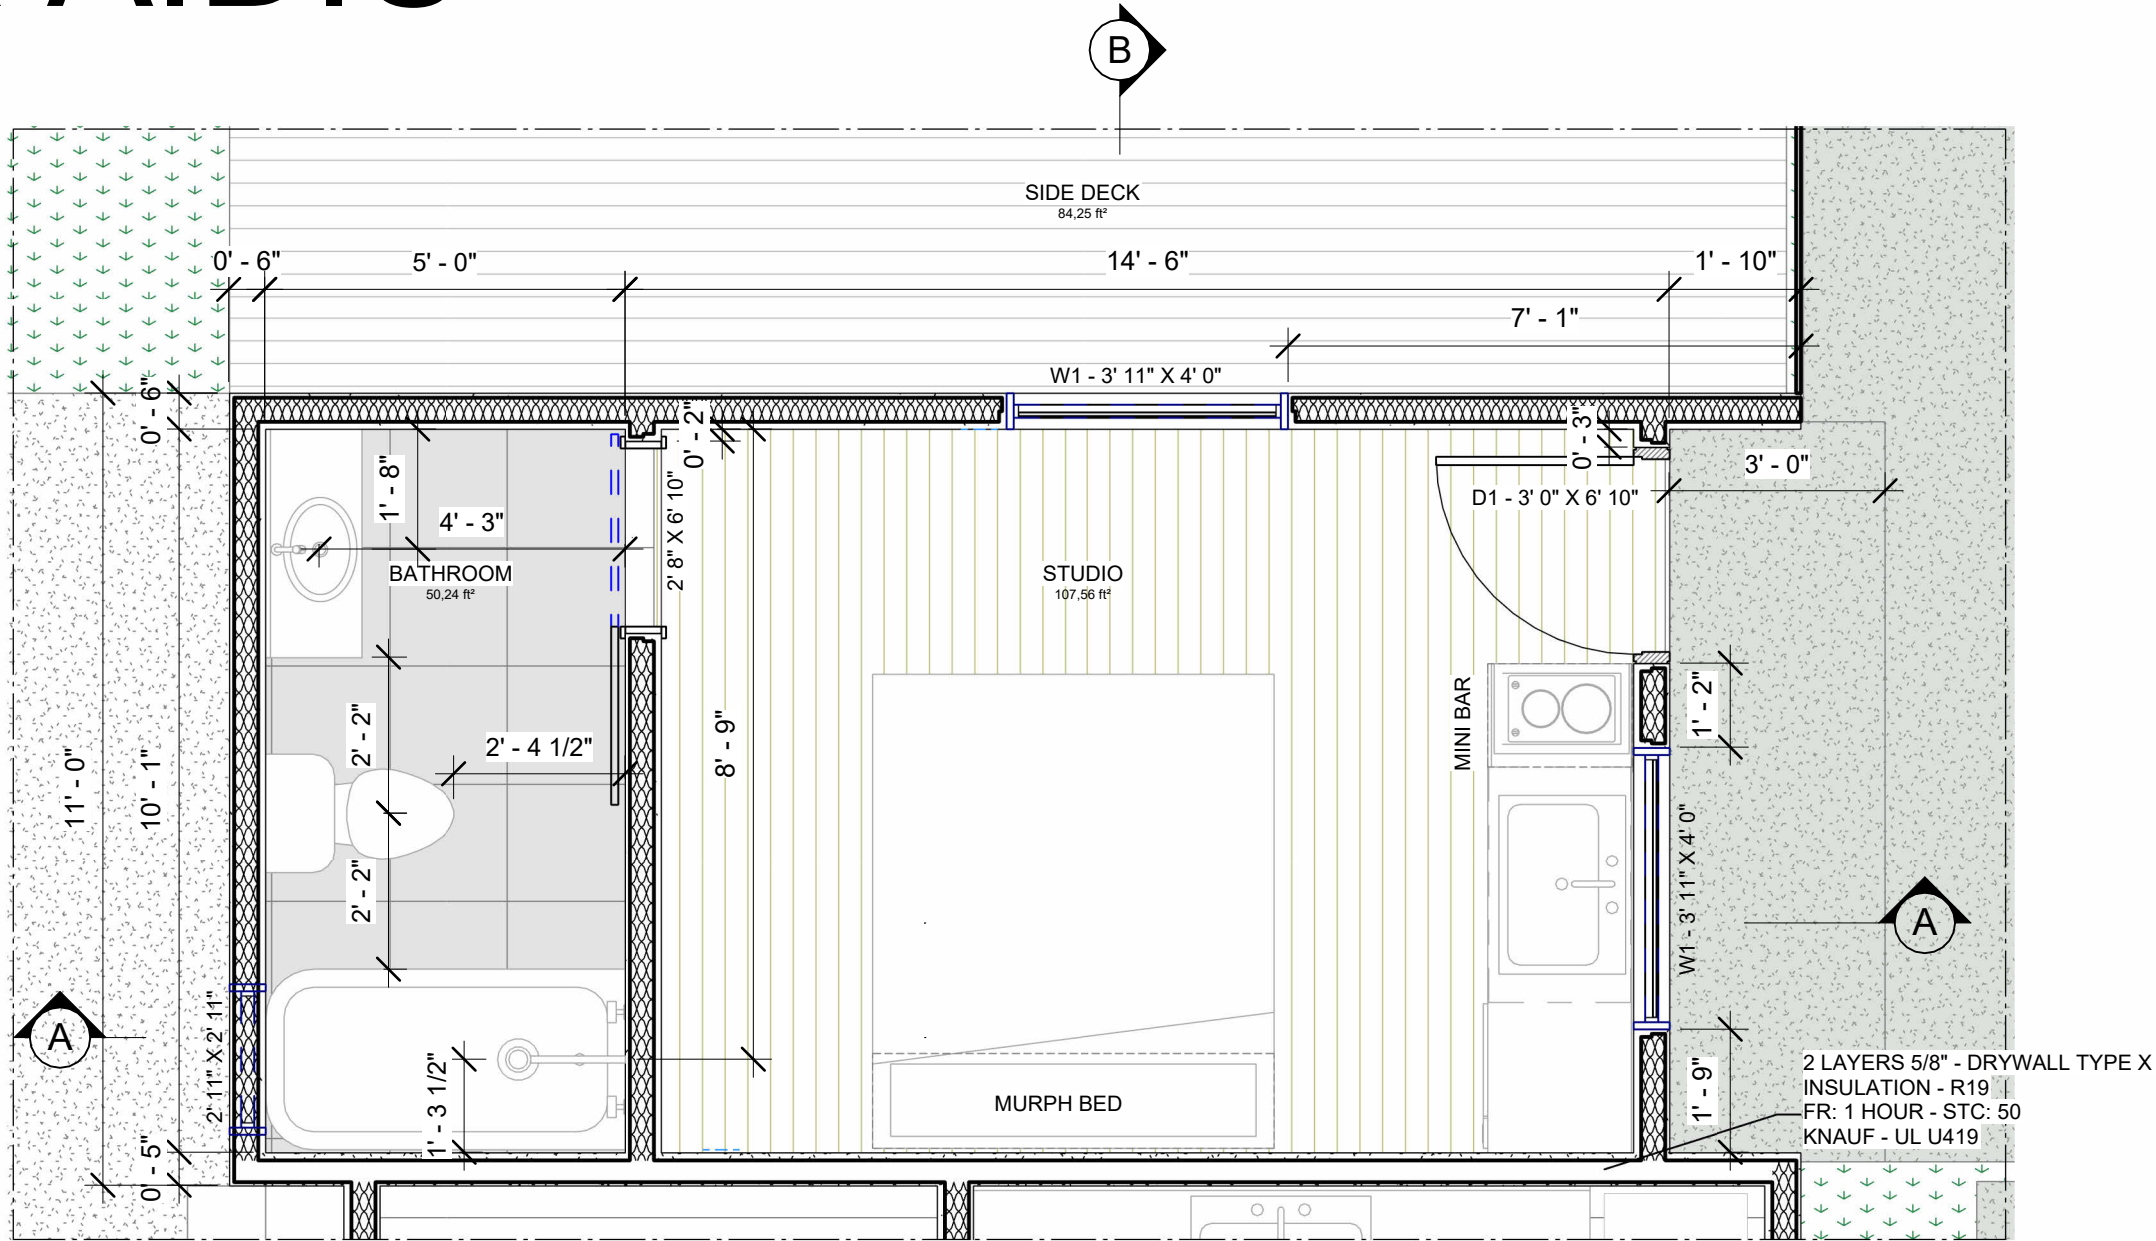 B
SIDE DECK
84,25 ft²
0' - 6"
5' - 0"
14' - 6"
1' - 10"
7' - 1"
W1 - 3' 11" X 4' 0"
0' - 6"
0' - 2"
0' - 3"
1' - 8"
4' - 3"
3' - 0"
D1 - 3' 0" X 6' 10"
2' 8" X 6' 10"
BATHROOM
50,24 ft²
STUDIO
107,56 ft²
11' - 0"
10' - 1"
2' - 2"
2' - 4 1/2"
8' - 9"
MINI BAR
1' - 2"
2' - 2"
W1 - 3' 11" X 4' 0"
A
A
2' 11" X 2' 11"
1' - 3 1/2"
MURPH BED
1' - 9"
2 LAYERS 5/8" - DRYWALL TYPE X
INSULATION - R19
FR: 1 HOUR - STC: 50
KNAUF - UL U419
0' - 5"